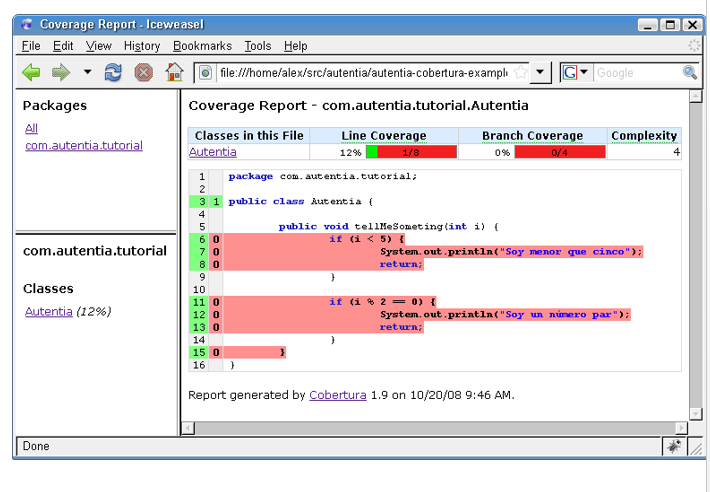 Coverage Report - Iceweasel
File Edit View History Bookmarks Tools Help
file:///home/alex/src/autentia/autentia-cobertura-example
G Google
Packages
All
com.autentia.tutorial
com.autentia.tutorial
Classes
Autentia (12%)
Coverage Report - com.autentia.tutorial.Autentia
Classes in this File Line Coverage Branch Coverage Complexity
Autentia 12% 1/8 0% 0/4 4
1 package com.autentia.tutorial;
2
3 1 public class Autentia {
4
5 public void tellMeSometing(int i) {
6 0 if (i < 5) {
7 0 System.out.println("Soy menor que cinco");
8 0 return;
9 }
10
11 0 if (i % 2 == 0) {
12 0 System.out.println("Soy un número par");
13 0 return;
14 }
15 0 }
16 }
Report generated by Cobertura 1.9 on 10/20/08 9:46 AM.
Done